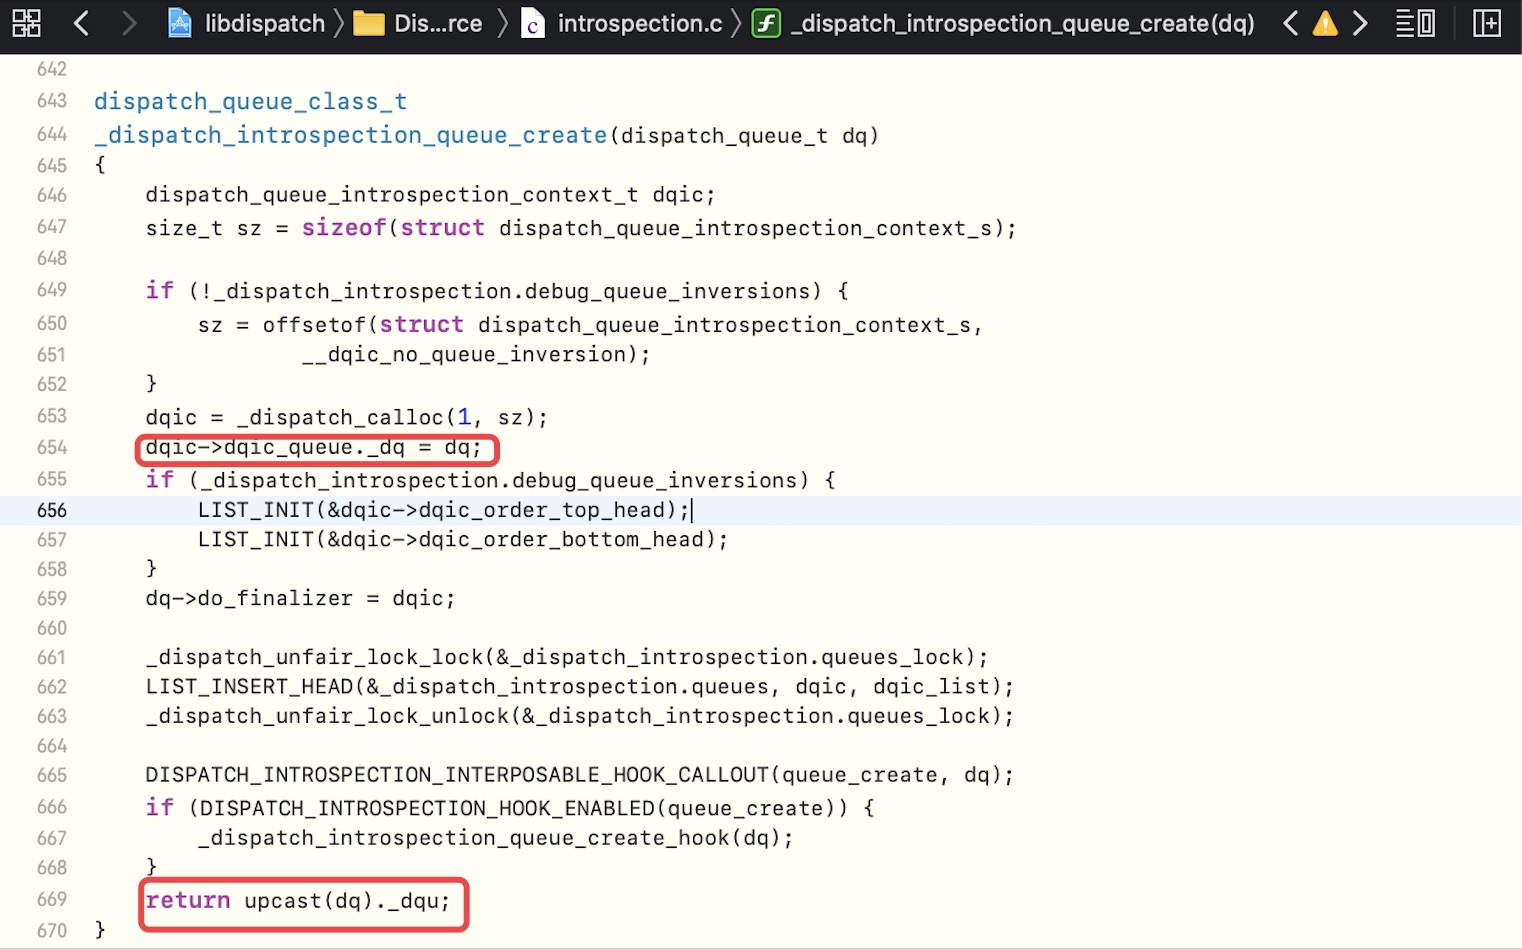 libdispatch Dis...rce introspection.c _dispatch_introspection_queue_create(dq)
642
643 dispatch_queue_class_t
644 _dispatch_introspection_queue_create(dispatch_queue_t dq)
645 {
646     dispatch_queue_introspection_context_t dqic;
647     size_t sz = sizeof(struct dispatch_queue_introspection_context_s);
648
649     if (!_dispatch_introspection.debug_queue_inversions) {
650         sz = offsetof(struct dispatch_queue_introspection_context_s,
651                 __dqic_no_queue_inversion);
652     }
653     dqic = _dispatch_calloc(1, sz);
654     dqic->dqic_queue._dq = dq;
655     if (_dispatch_introspection.debug_queue_inversions) {
656         LIST_INIT(&dqic->dqic_order_top_head);
657         LIST_INIT(&dqic->dqic_order_bottom_head);
658     }
659     dq->do_finalizer = dqic;
660
661     _dispatch_unfair_lock_lock(&_dispatch_introspection.queues_lock);
662     LIST_INSERT_HEAD(&_dispatch_introspection.queues, dqic, dqic_list);
663     _dispatch_unfair_lock_unlock(&_dispatch_introspection.queues_lock);
664
665     DISPATCH_INTROSPECTION_INTERPOSABLE_HOOK_CALLOUT(queue_create, dq);
666     if (DISPATCH_INTROSPECTION_HOOK_ENABLED(queue_create)) {
667         _dispatch_introspection_queue_create_hook(dq);
668     }
669     return upcast(dq)._dqu;
670 }